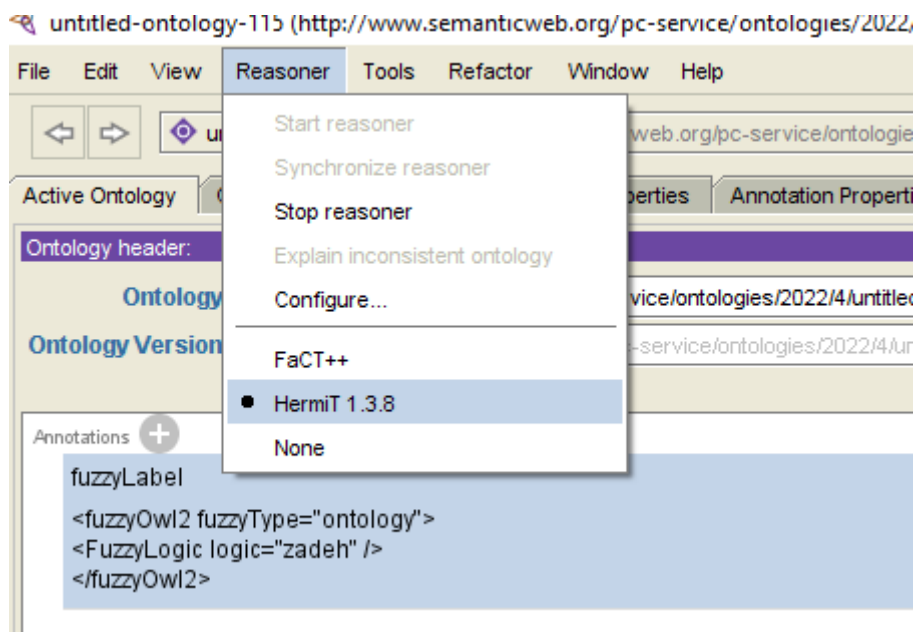 untitled-ontology-115 (http://www.semanticweb.org/pc-service/ontologies/2022/
File Edit View Reasoner Tools Refactor Window Help
Start reasoner
web.org/pc-service/ontologie
Synchronize reasoner
Active Ontology
Stop reasoner
perties
Annotation Properti
Ontology header:
Explain inconsistent ontology
Ontology
Configure...
vice/ontologies/2022/4/untitled
Ontology Version
-service/ontologies/2022/4/un
FaCT++
HermiT 1.3.8
None
Annotations
fuzzyLabel
<fuzzyOwl2 fuzzyType="ontology">
<FuzzyLogic logic="zadeh" />
</fuzzyOwl2>